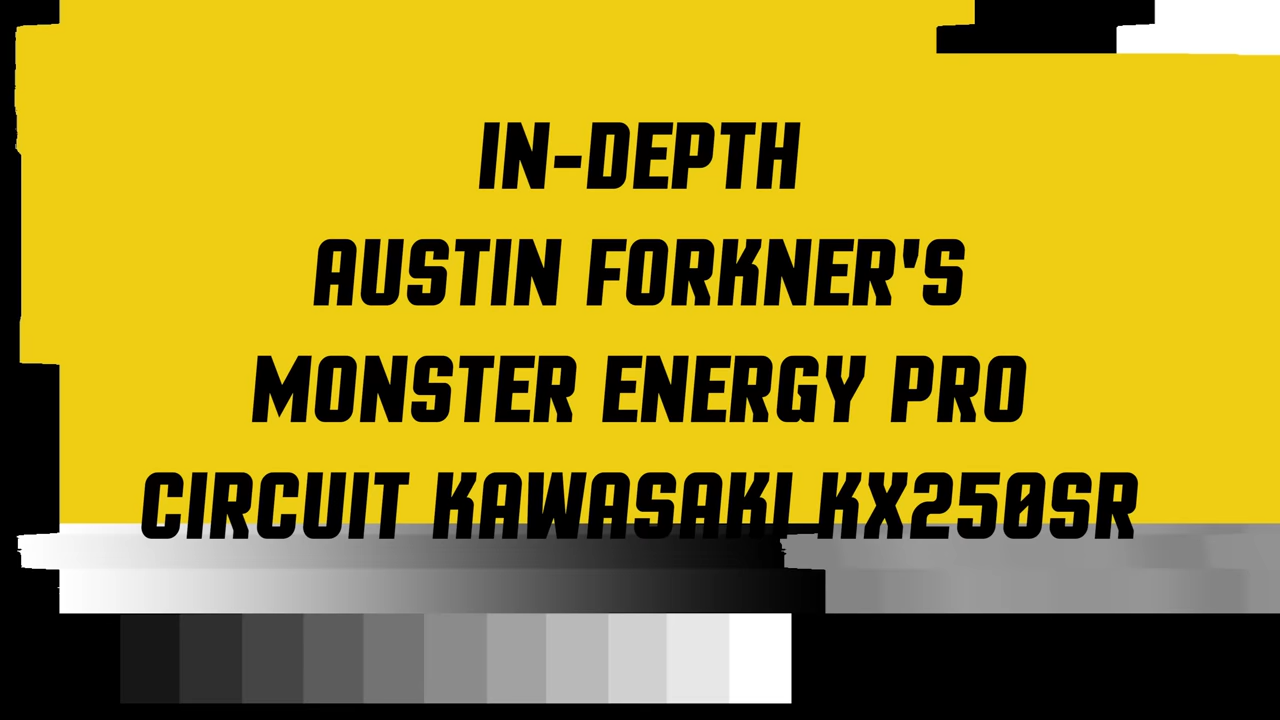 IN-DEPTH
AUSTIN FORKNER'S
MONSTER ENERGY PRO
CIRCUIT KAWASAKI KX250SR